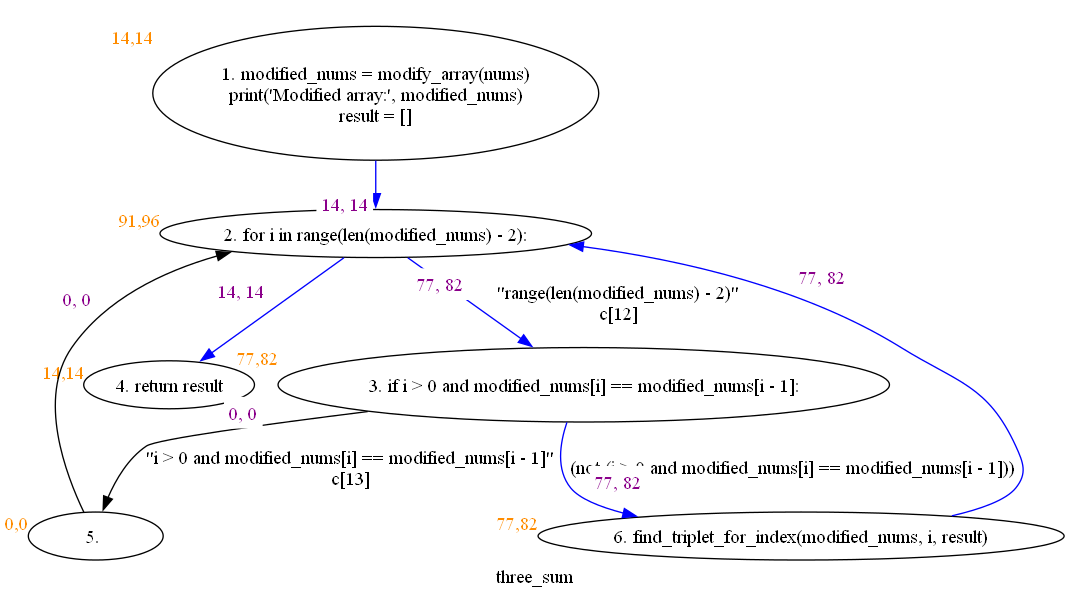 14,14
1. modified_nums = modify_array(nums)
print('Modified array:', modified_nums)
result = []
14, 14
91,96
2. for i in range(len(modified_nums) - 2):
77, 82
0, 0
14, 14
77, 82
"range(len(modified_nums) - 2)"
c[12]
77,82
14,14
4. return result
3. if i > 0 and modified_nums[i] == modified_nums[i - 1]:
0, 0
"i > 0 and modified_nums[i] == modified_nums[i - 1]"
c[13]
and modified_nums[i] == modified_nums[i - 1]))
77, 82
0,0
5.
77,82
6. find_triplet_for_index(modified_nums, i, result)
three_sum